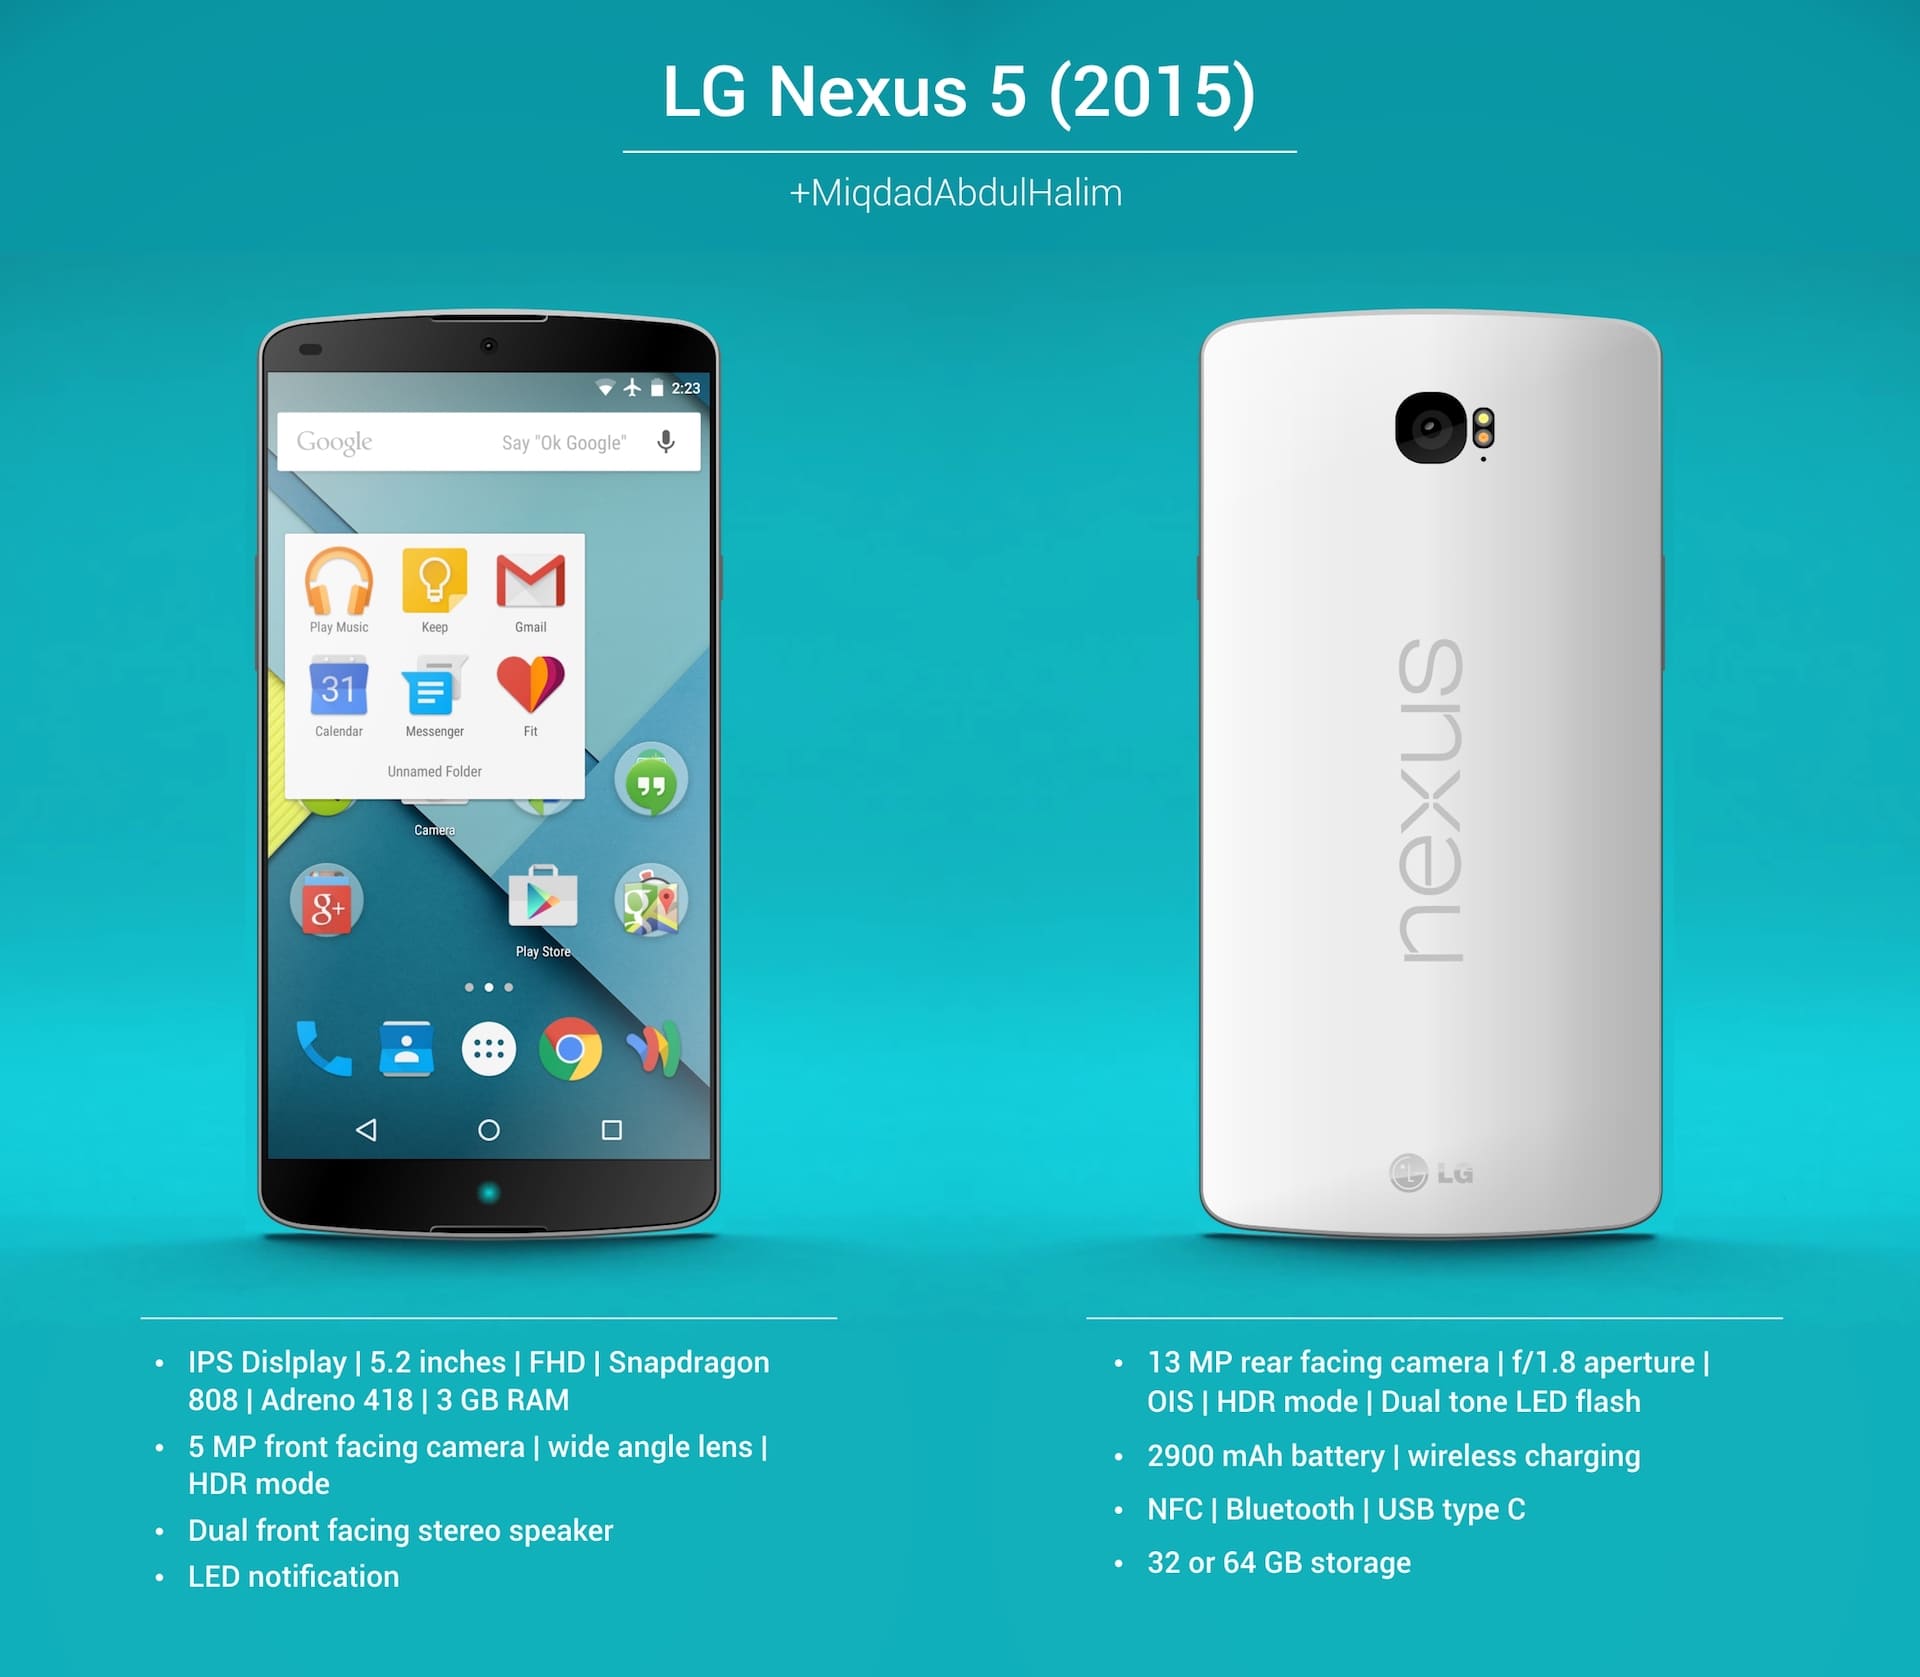 LG Nexus 5 (2015)
+MiqdadAbdulHalim
2:23
Google Say "Ok Google"
Play Music Keep Gmail
31
Calendar Messenger Fit
Unnamed Folder
Camera
g+ g
Play Store
nexus
LG
• IPS Dislplay | 5.2 inches | FHD | Snapdragon
808 | Adreno 418 | 3 GB RAM
• 5 MP front facing camera | wide angle lens |
HDR mode
• Dual front facing stereo speaker
• LED notification
• 13 MP rear facing camera | f/1.8 aperture |
OIS | HDR mode | Dual tone LED flash
• 2900 mAh battery | wireless charging
• NFC | Bluetooth | USB type C
• 32 or 64 GB storage